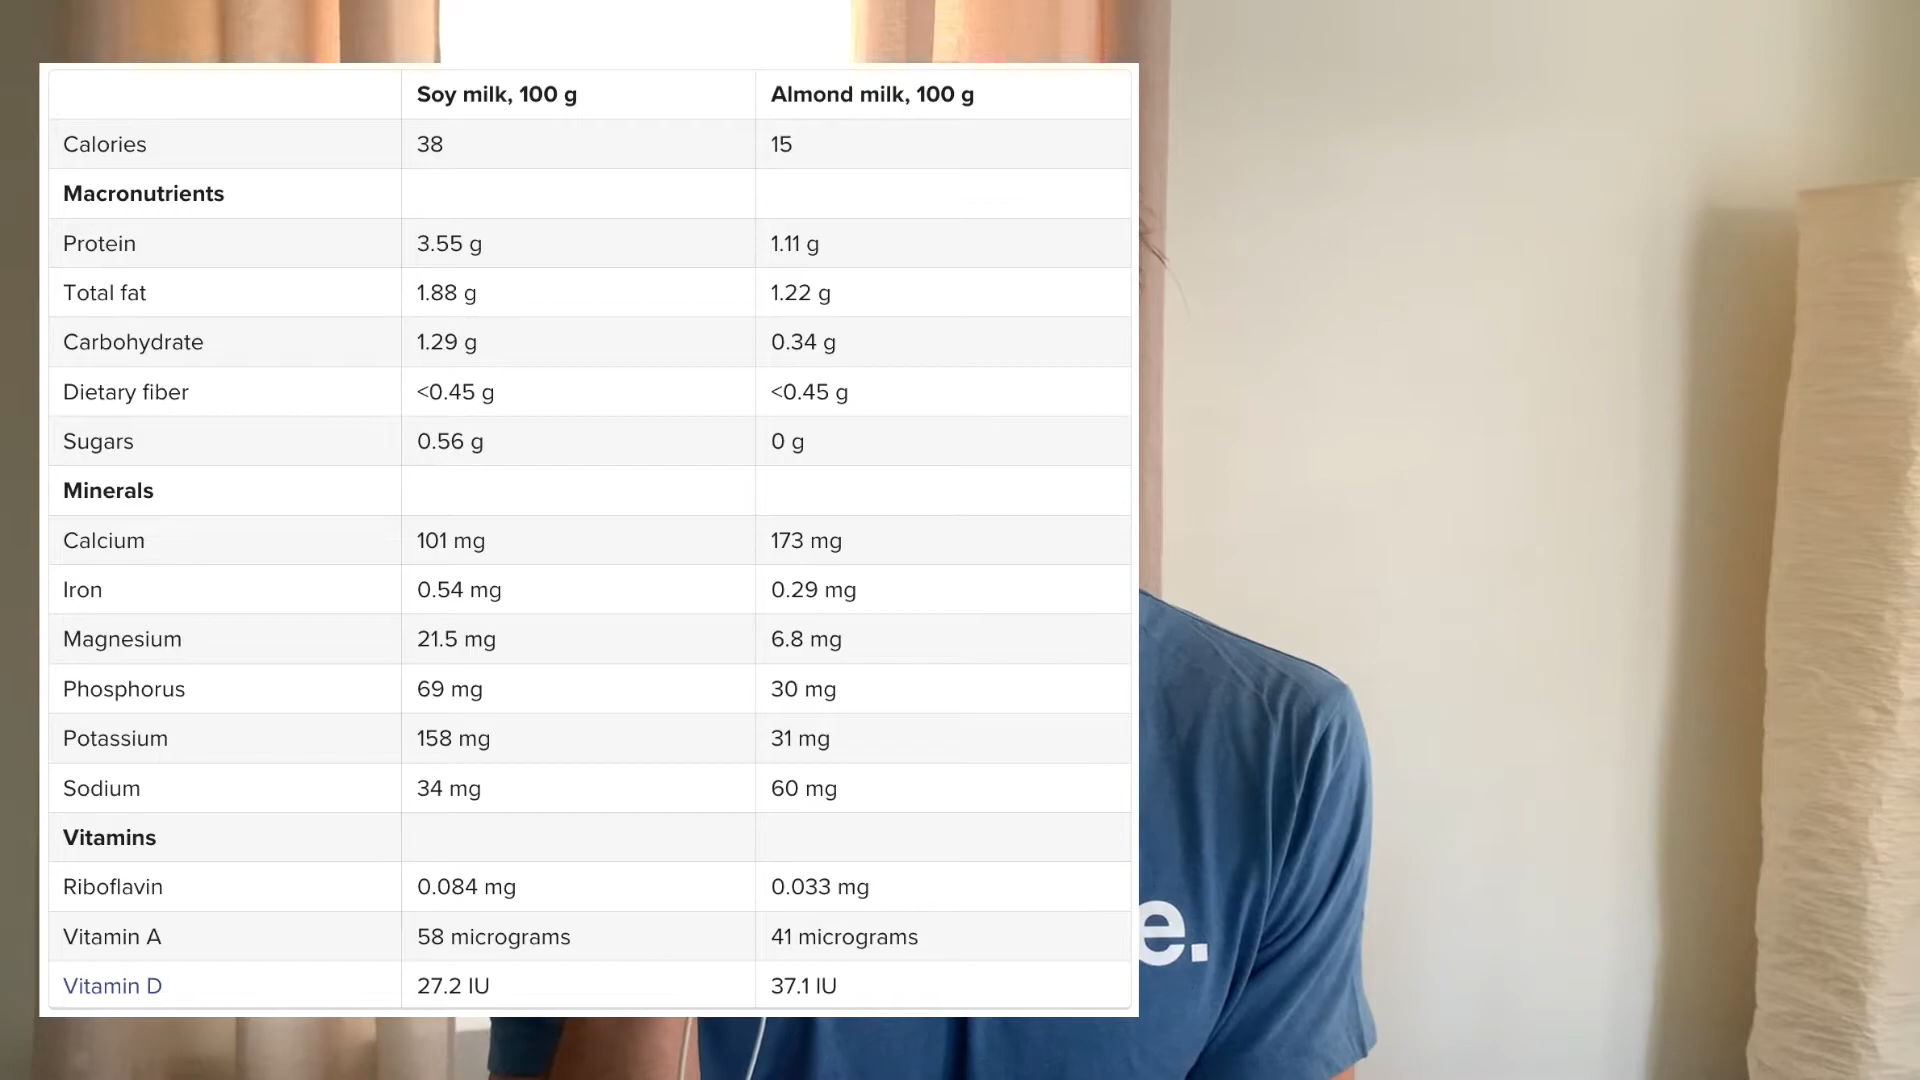 Soy milk, 100 g Almond milk, 100 g
Calories 38 15
Macronutrients
Protein 3.55 g 1.11 g
Total fat 1.88 g 1.22 g
Carbohydrate 1.29 g 0.34 g
Dietary fiber <0.45 g <0.45 g
Sugars 0.56 g 0 g
Minerals
Calcium 101 mg 173 mg
Iron 0.54 mg 0.29 mg
Magnesium 21.5 mg 6.8 mg
Phosphorus 69 mg 30 mg
Potassium 158 mg 31 mg
Sodium 34 mg 60 mg
Vitamins
Riboflavin 0.084 mg 0.033 mg
Vitamin A 58 micrograms 41 micrograms
Vitamin D 27.2 IU 37.1 IU
e.